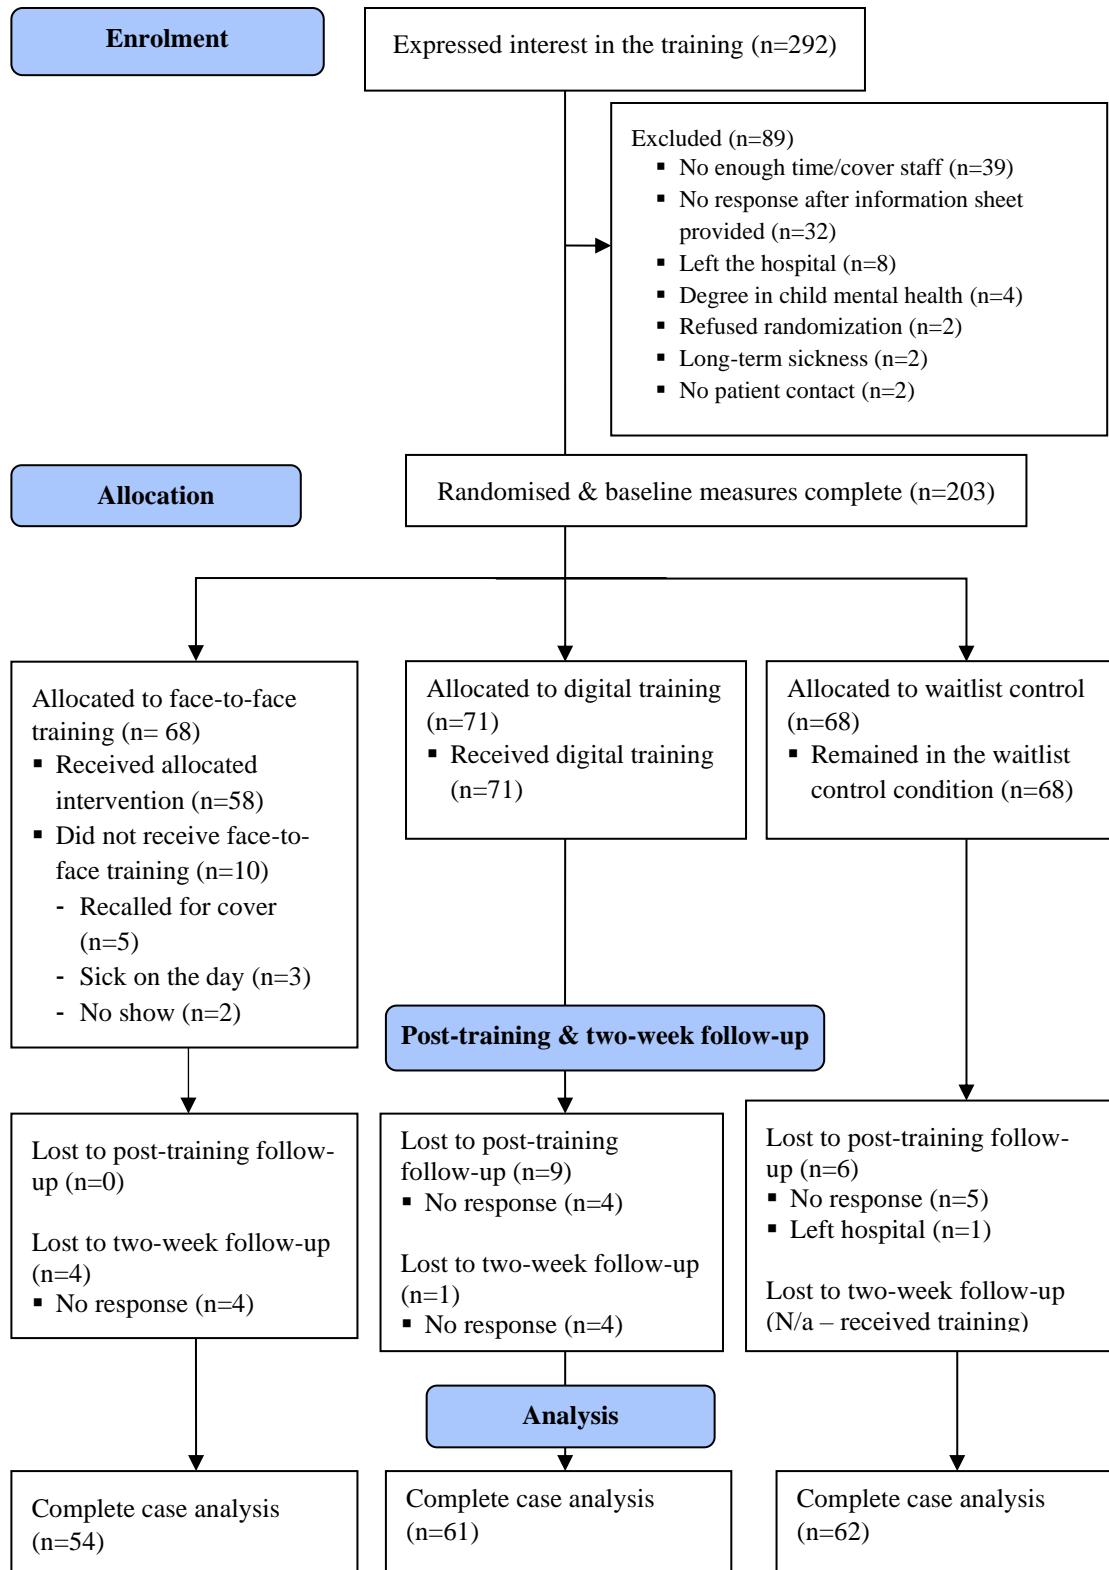 Enrolment
Expressed interest in the training (n=292)
Excluded (n=89)
▪ No enough time/cover staff (n=39)
▪ No response after information sheet
provided (n=32)
▪ Left the hospital (n=8)
▪ Degree in child mental health (n=4)
▪ Refused randomization (n=2)
▪ Long-term sickness (n=2)
▪ No patient contact (n=2)
Allocation
Randomised & baseline measures complete (n=203)
Allocated to face-to-face
training (n= 68)
▪ Received allocated
intervention (n=58)
▪ Did not receive face-to-
face training (n=10)
- Recalled for cover
(n=5)
- Sick on the day (n=3)
- No show (n=2)
Allocated to digital training
(n=71)
▪ Received digital training
(n=71)
Allocated to waitlist control
(n=68)
▪ Remained in the waitlist
control condition (n=68)
Post-training & two-week follow-up
Lost to post-training follow-
up (n=0)
Lost to two-week follow-up
(n=4)
▪ No response (n=4)
Lost to post-training
follow-up (n=9)
▪ No response (n=4)
Lost to two-week follow-up
(n=1)
▪ No response (n=4)
Lost to post-training follow-
up (n=6)
▪ No response (n=5)
▪ Left hospital (n=1)
Lost to two-week follow-up
(N/a – received training)
Analysis
Complete case analysis
(n=54)
Complete case analysis
(n=61)
Complete case analysis
(n=62)